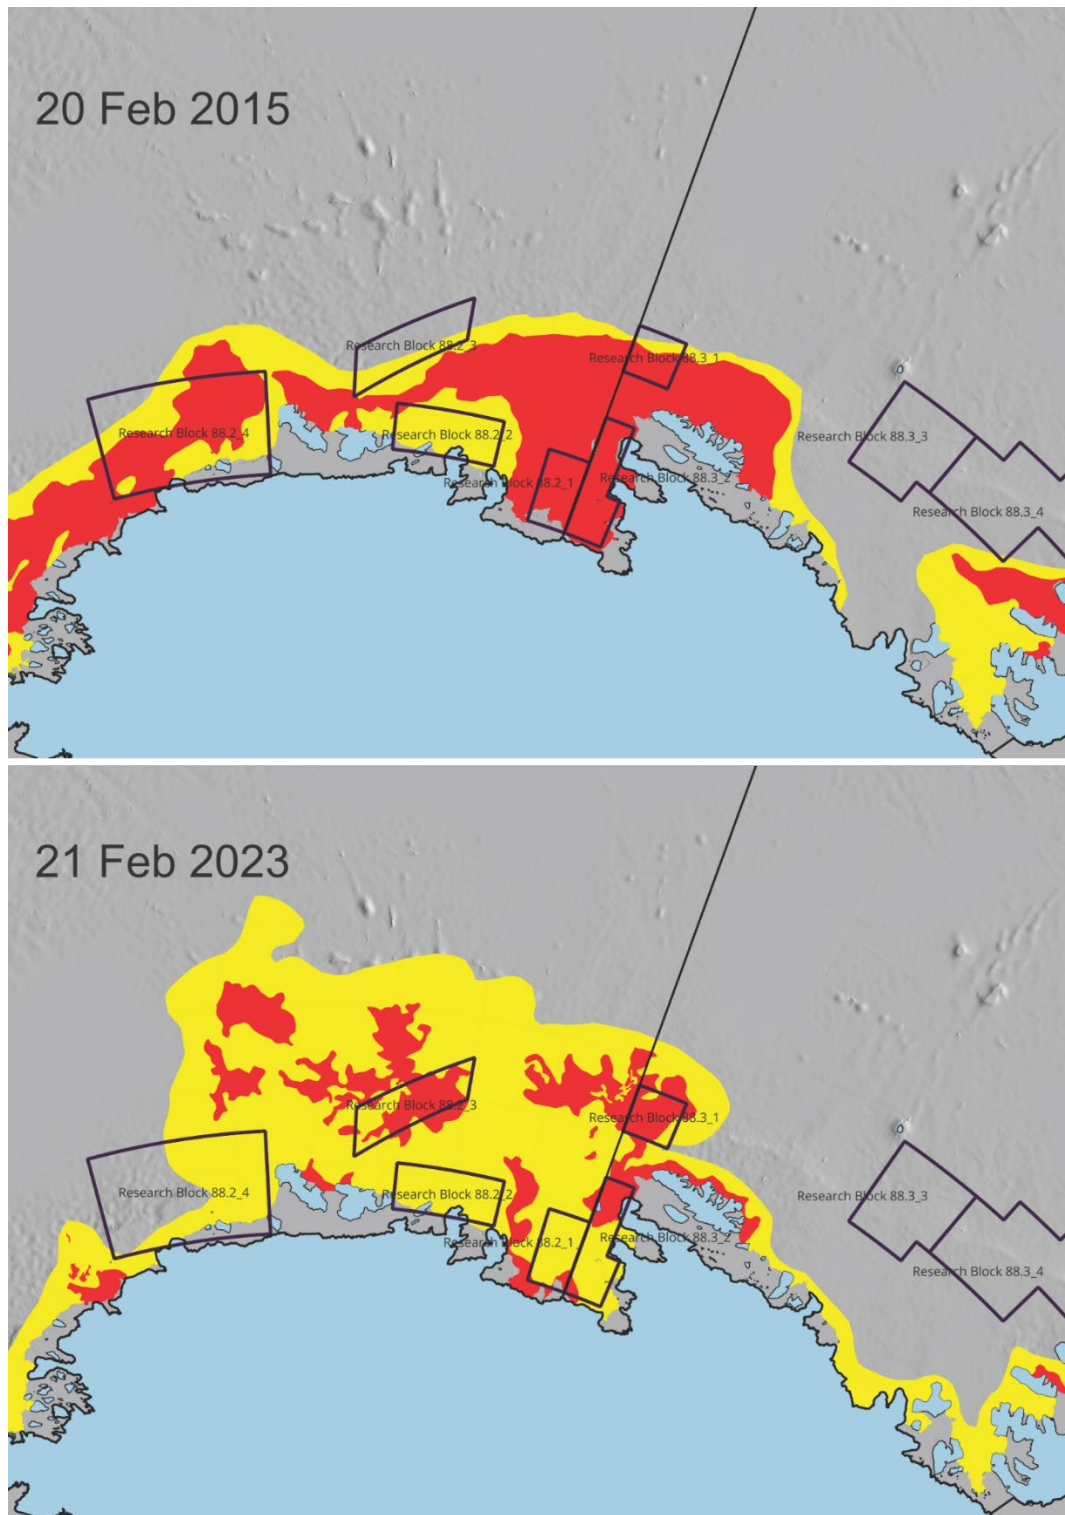 20 Feb 2015
Research Block 88.2_3
Research Block 88.3_1
Research Block 88.2_4
Research Block 88.2_2
Research Block 88.3_3
Research Block 88.2_1
Research Block 88.3_2
Research Block 88.3_4
21 Feb 2023
Research Block 88.2_3
Research Block 88.3_1
Research Block 88.2_4
Research Block 88.2_2
Research Block 88.3_3
Research Block 88.2_1
Research Block 88.3_2
Research Block 88.3_4